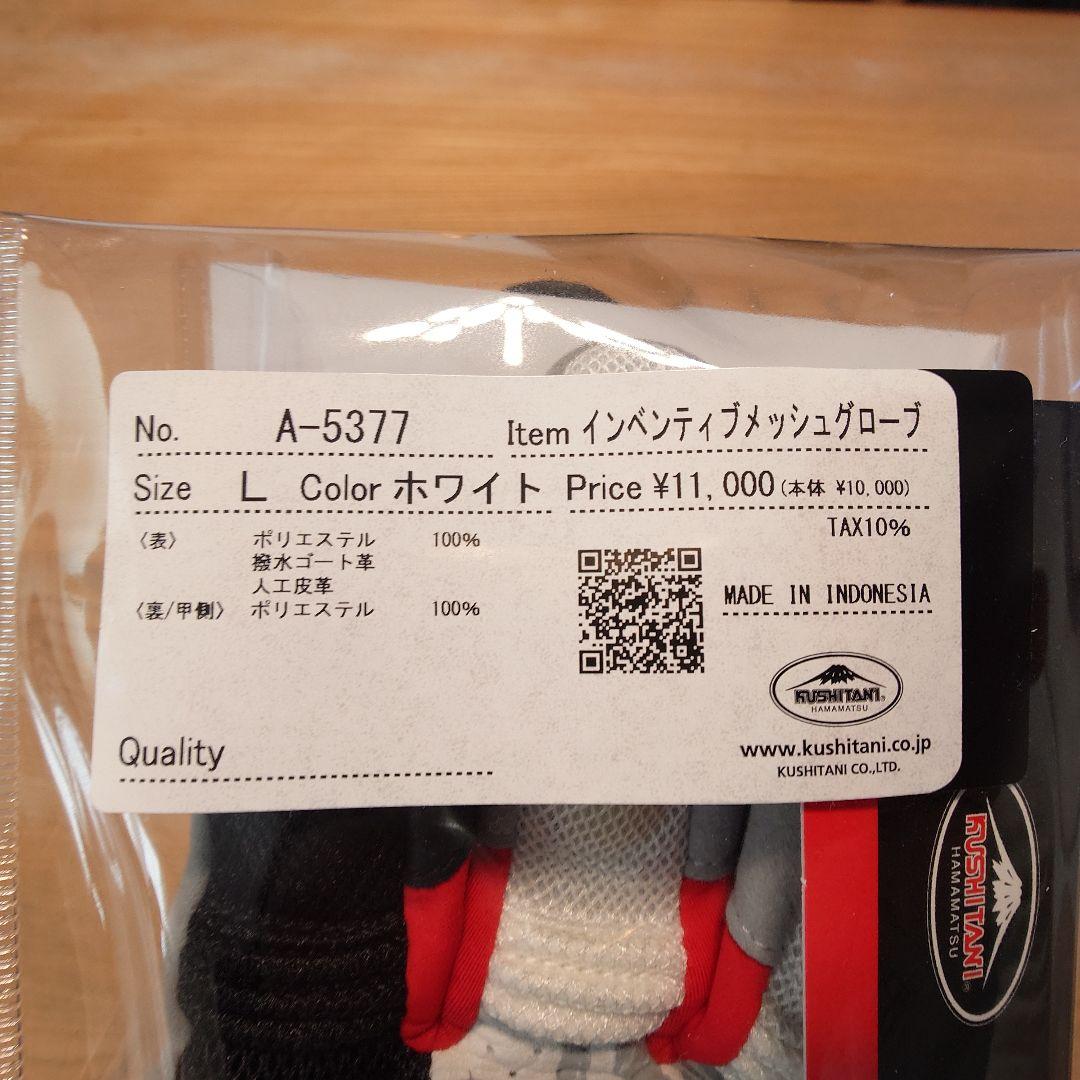 No. A-5377 Item インベンティブメッシュグローブ
Size L Color ホワイト Price ¥11,000(本体 ¥10,000)
TAX10%
〈表〉 ポリエステル 100%
撥水ゴート革
人工皮革
〈裏/甲側〉 ポリエステル 100%
MADE IN INDONESIA
KUSHITANI®
HAMAMATSU
Quality
www.kushitani.co.jp
KUSHITANI CO.,LTD.
KUSHITANI®
HAMAMATSU